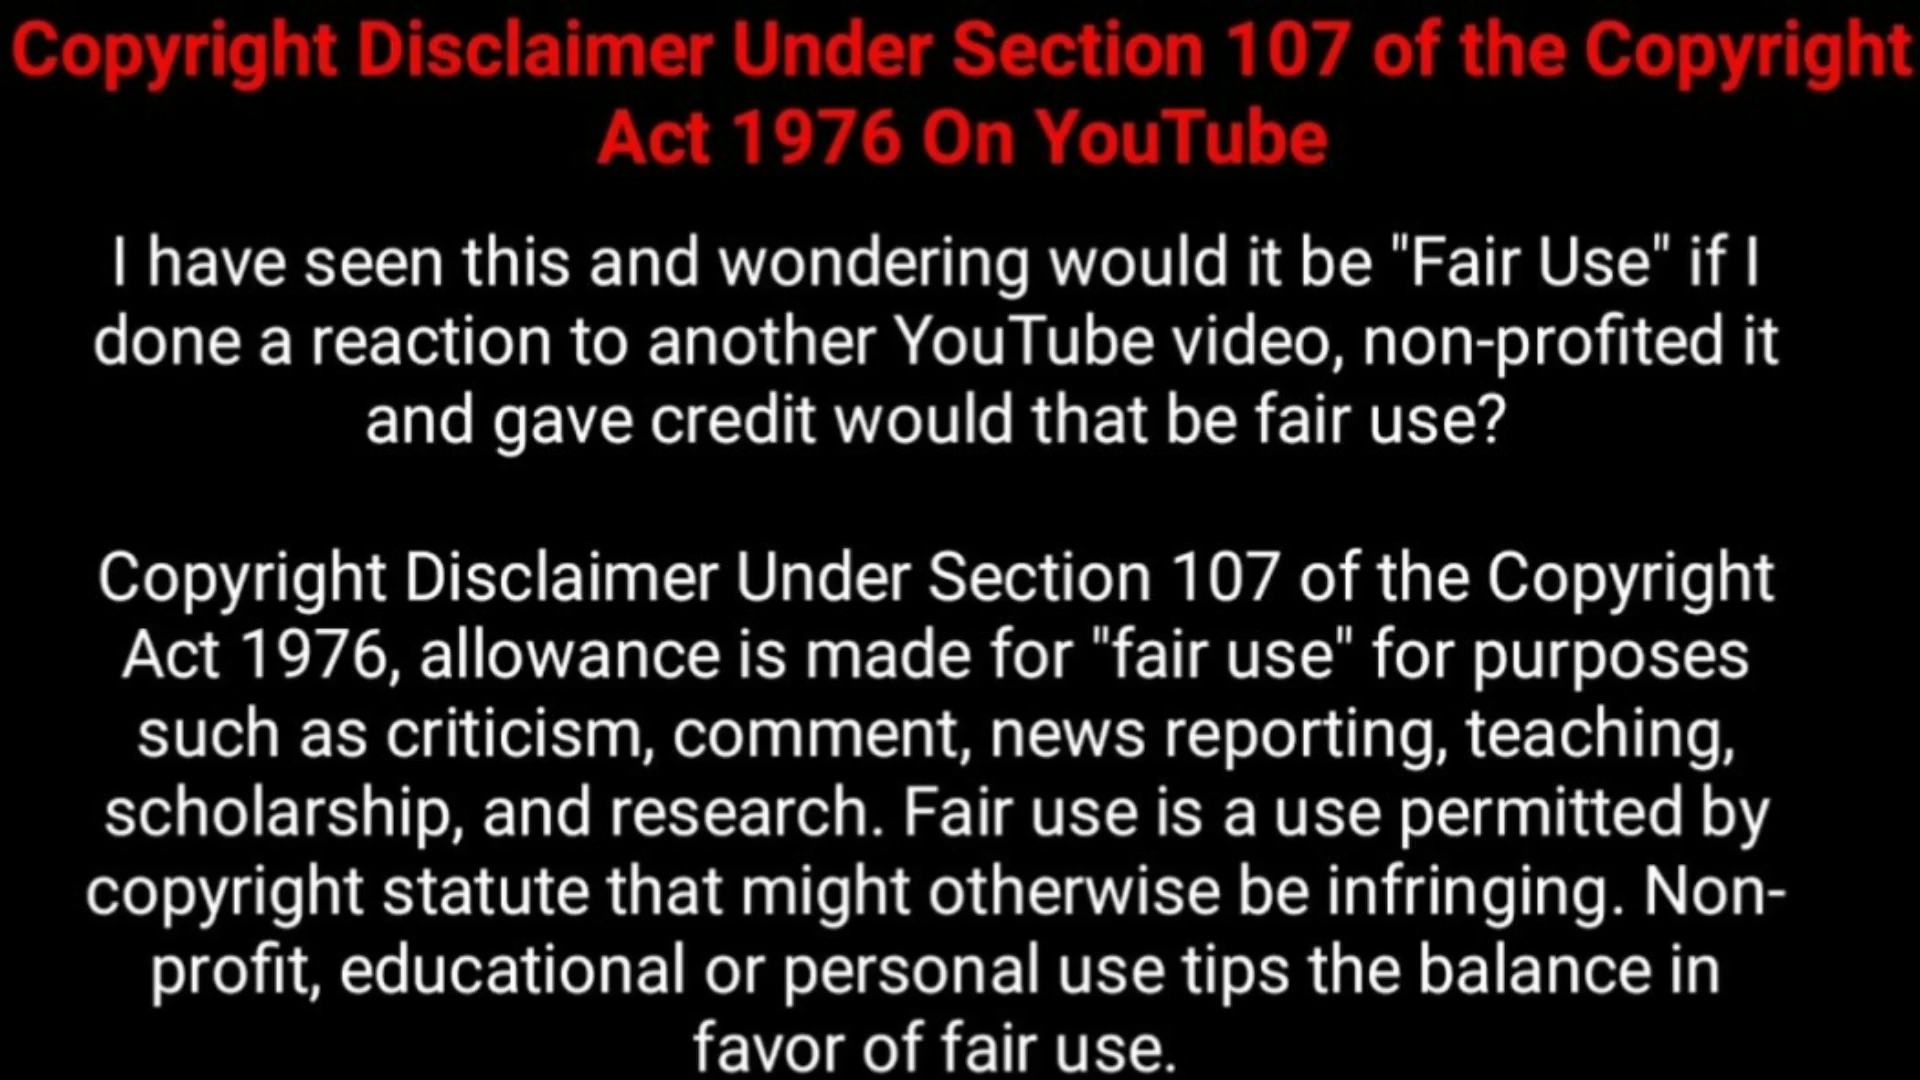 Copyright Disclaimer Under Section 107 of the Copyright
Act 1976 On YouTube
I have seen this and wondering would it be "Fair Use" if I
done a reaction to another YouTube video, non-profited it
and gave credit would that be fair use?
Copyright Disclaimer Under Section 107 of the Copyright
Act 1976, allowance is made for "fair use" for purposes
such as criticism, comment, news reporting, teaching,
scholarship, and research. Fair use is a use permitted by
copyright statute that might otherwise be infringing. Non-
profit, educational or personal use tips the balance in
favor of fair use.